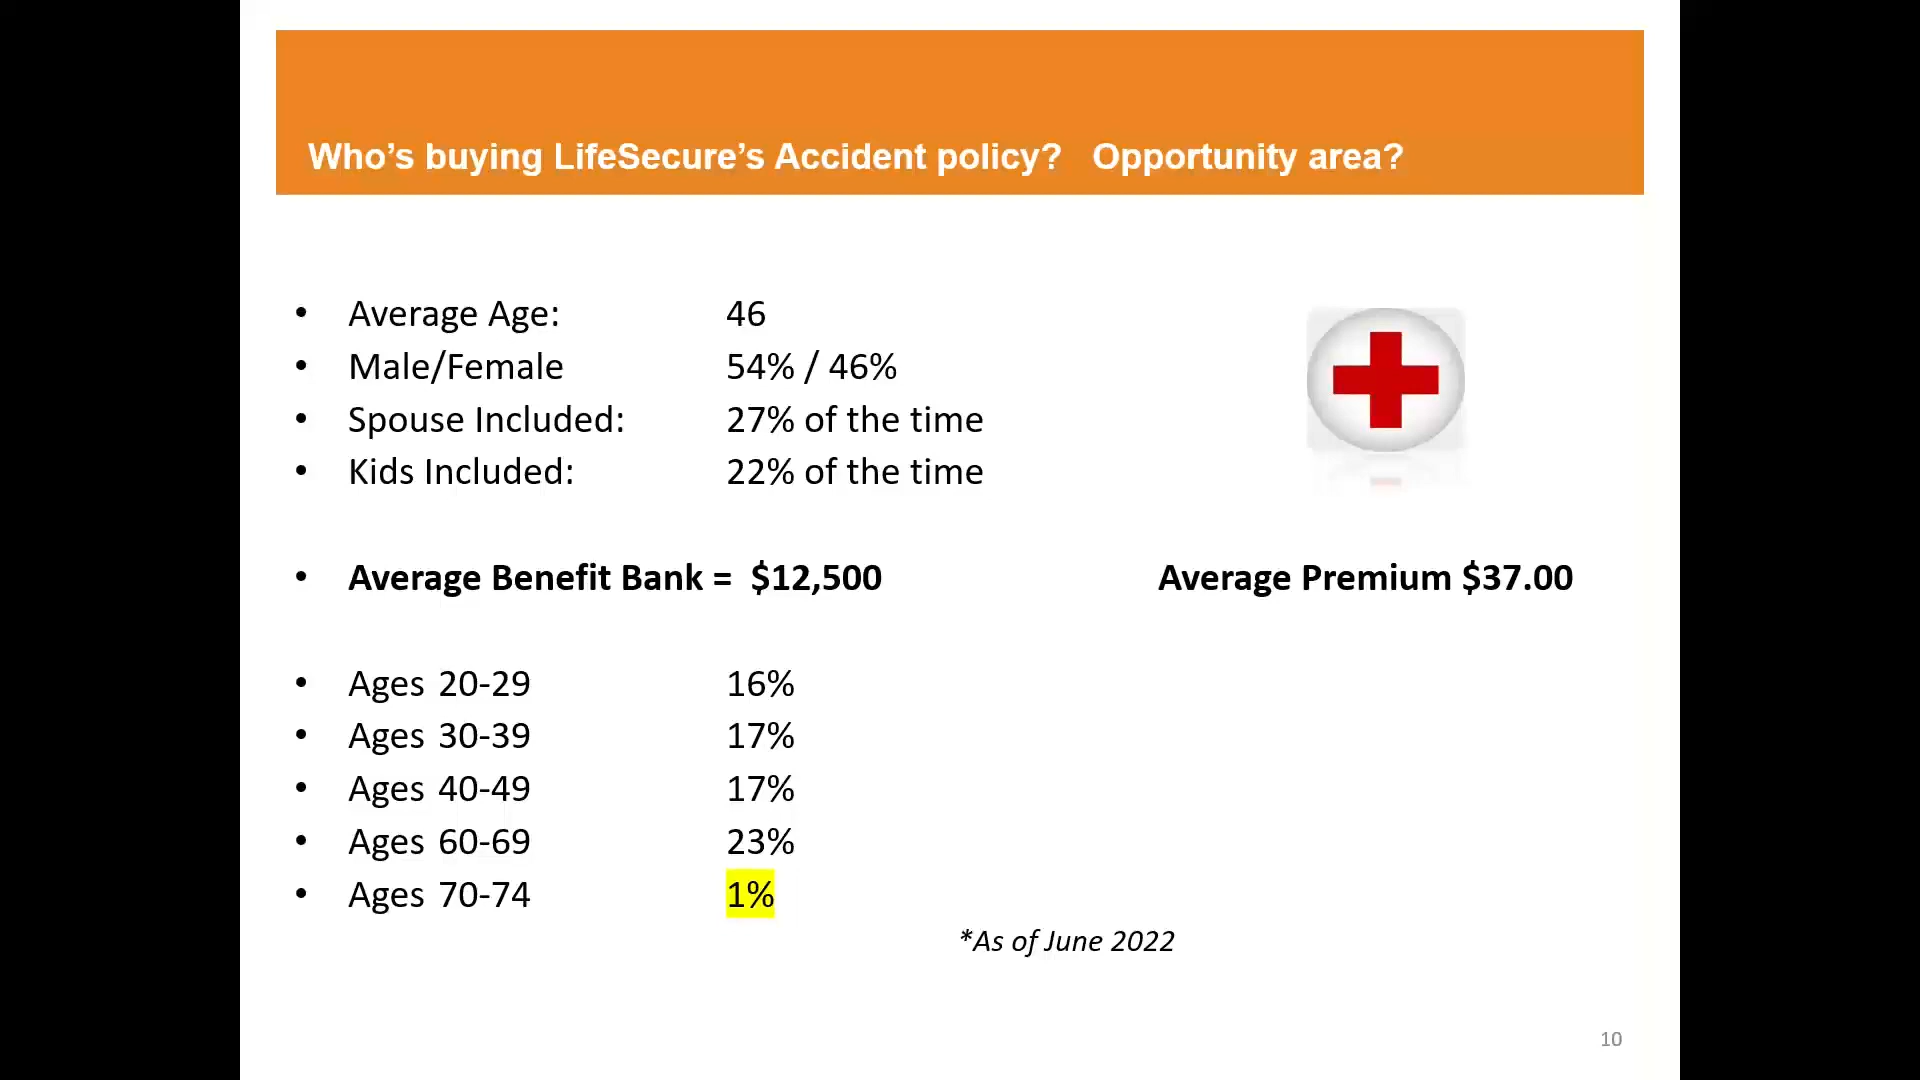 Who’s buying LifeSecure’s Accident policy? Opportunity area?
• Average Age: 46
• Male/Female 54% / 46%
• Spouse Included: 27% of the time
• Kids Included: 22% of the time
• Average Benefit Bank = $12,500 Average Premium $37.00
• Ages 20-29 16%
• Ages 30-39 17%
• Ages 40-49 17%
• Ages 60-69 23%
• Ages 70-74 1%
*As of June 2022
10